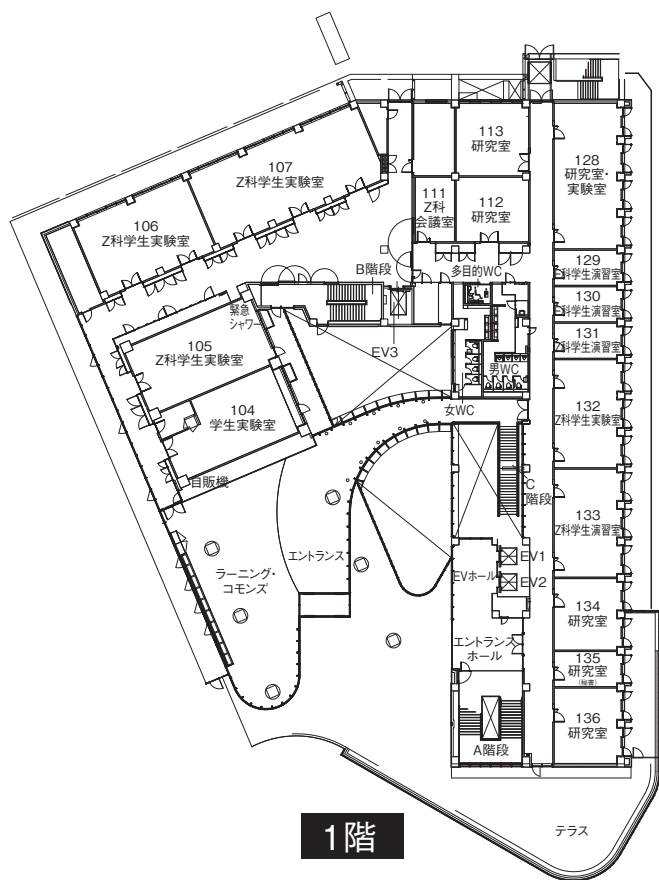 107
Z科学生実験室
106
Z科学生実験室
113
研究室
111
Z科
会議室
112
研究室
128
研究室・
実験室
129
科学生演習室
130
科学生演習室
131
科学生演習室
132
Z科学生実験室
133
Z科学生演習室
134
研究室
135
研究室
(秘書)
136
研究室
B階段
多目的WC
緊急
シャワー
EV3
105
Z科学生実験室
104
学生実験室
男WC
女WC
自販機
C
階段
エントランス
ラーニング・
コモンズ
EV1
EVホール
EV2
エントランス
ホール
A階段
テラス
1階